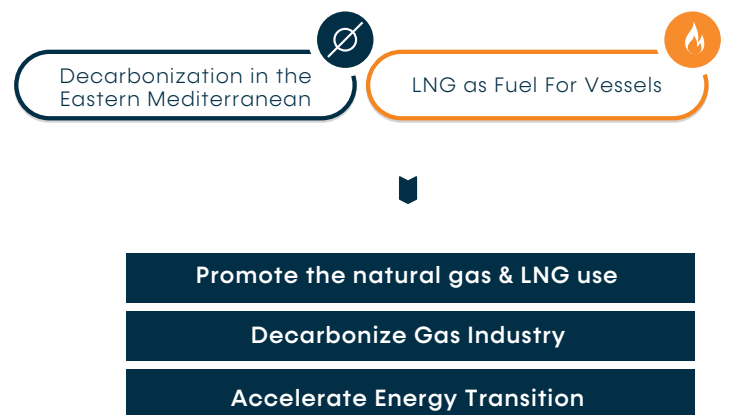 Decarbonization in the
Eastern Mediterranean
LNG as Fuel For Vessels
Promote the natural gas & LNG use
Decarbonize Gas Industry
Accelerate Energy Transition